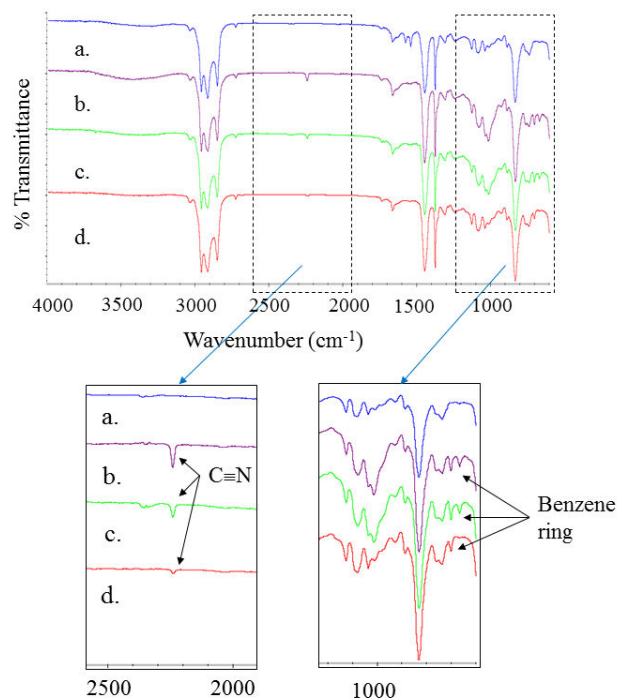 % Transmittance
a.
b.
c.
d.
4000 3500 3000 2500 2000 1500 1000
Wavenumber (cm-1)
a.
b.
c.
d.
C≡N
2500 2000
Benzene
ring
1000